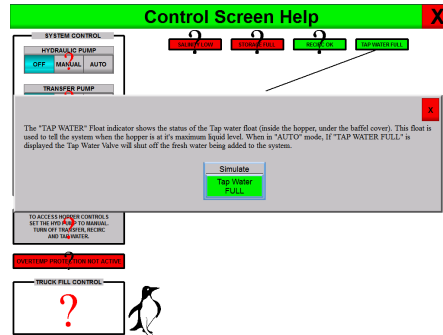 Control Screen Help
X
SYSTEM CONTROL
HYDRAULIC PUMP
OFF MANUAL AUTO
TRANSFER PUMP
?
STORAGE FULL
RECIRC OK
TAP WATER FULL
X
The "TAP WATER" Float indicator shows the status of the Tap water float (inside the hopper, under the baffel cover). This float is
used to tell the system when the hopper is at it's maximum liquid level. When in "AUTO" mode, If "TAP WATER FULL" is
displayed the Tap Water Valve will shut off the fresh water being added to the system.
Simulate
Tap Water
FULL
TO ACCESS HOPPER CONTROLS
SET THE HYD PUMP TO MANUAL.
TURN OFF TRANSFER, RECIRC
AND TAP WATER.
?
OVERTEMP PROTECTION NOT ACTIVE
TRUCK FILL CONTROL
?